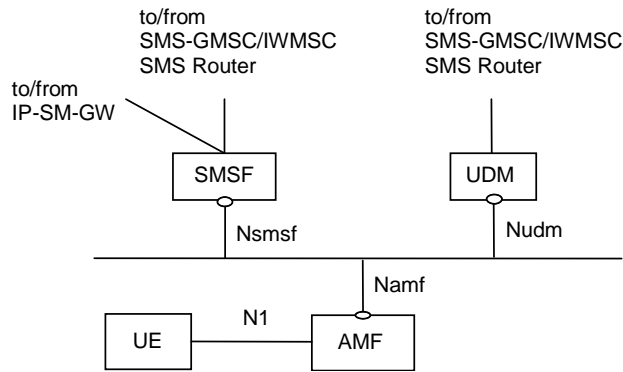 to/from
SMS-GMSC/IWMSC
SMS Router
to/from
SMS-GMSC/IWMSC
SMS Router
to/from
IP-SM-GW
SMSF
UDM
Nsmsf
Nudm
Namf
N1
UE
AMF